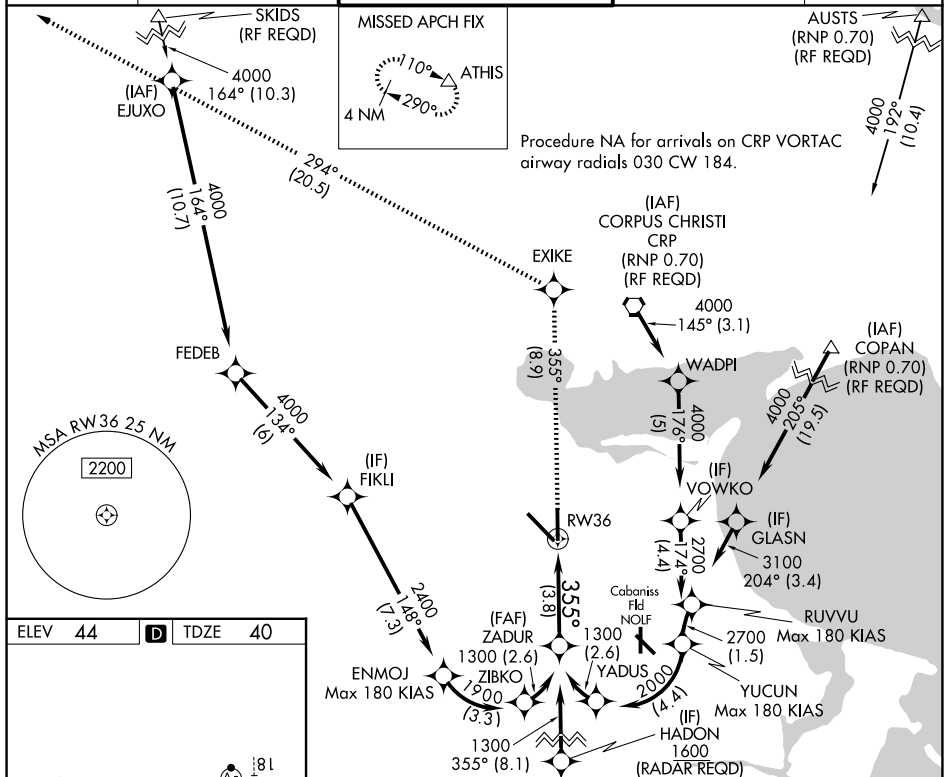 SKIDS
(RF REQD)
4000
164° (10.3)
(IAF)
EJUXO
MISSED APCH FIX
110°
ATHIS
290°
4 NM
AUSTS
(RNP 0.70)
(RF REQD)
4000
192°
(10.4)
Procedure NA for arrivals on CRP VORTAC
airway radials 030 CW 184.
294°
(20.5)
4000
164°
(10.7)
(IAF)
CORPUS CHRISTI
CRP
(RNP 0.70)
(RF REQD)
EXIKE
4000
145° (3.1)
(IAF)
COPAN
(RNP 0.70)
(RF REQD)
FEDEB
355°
(8.9)
WADPI
4000
134°
(6)
4000
176°
(5)
4000
205°
(19.5)
MSA RW36 25 NM
2200
(IF)
FIKLI
(IF)
VOWKO
RW36
(IF)
GLASN
3100
204° (3.4)
2700
174°
(4.4)
2400
148°
(7.3)
355°
(3.8)
Cabaniss
Fld
NOLF
RUVVU
Max 180 KIAS
ELEV 44
D
TDZE 40
(FAF)
ZADUR
1300 (2.6)
1300
(2.6)
2700
(1.5)
ENMOJ
Max 180 KIAS
ZIBKO
YADUS
YUCUN
Max 180 KIAS
1900
(3.3)
2000
(4.4)
(IF)
HADON
1600
(RADAR REQD)
1300
355° (8.1)
18